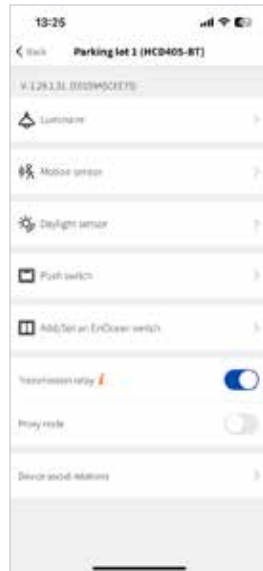 13:25
Back
Parking lot 1 (HCD405-BT)
Luminaire
Motion sensor
Daylight sensor
Push switch
Add/Set an EnOcean switch
Transmission relay i
Proxy node
Device social relations